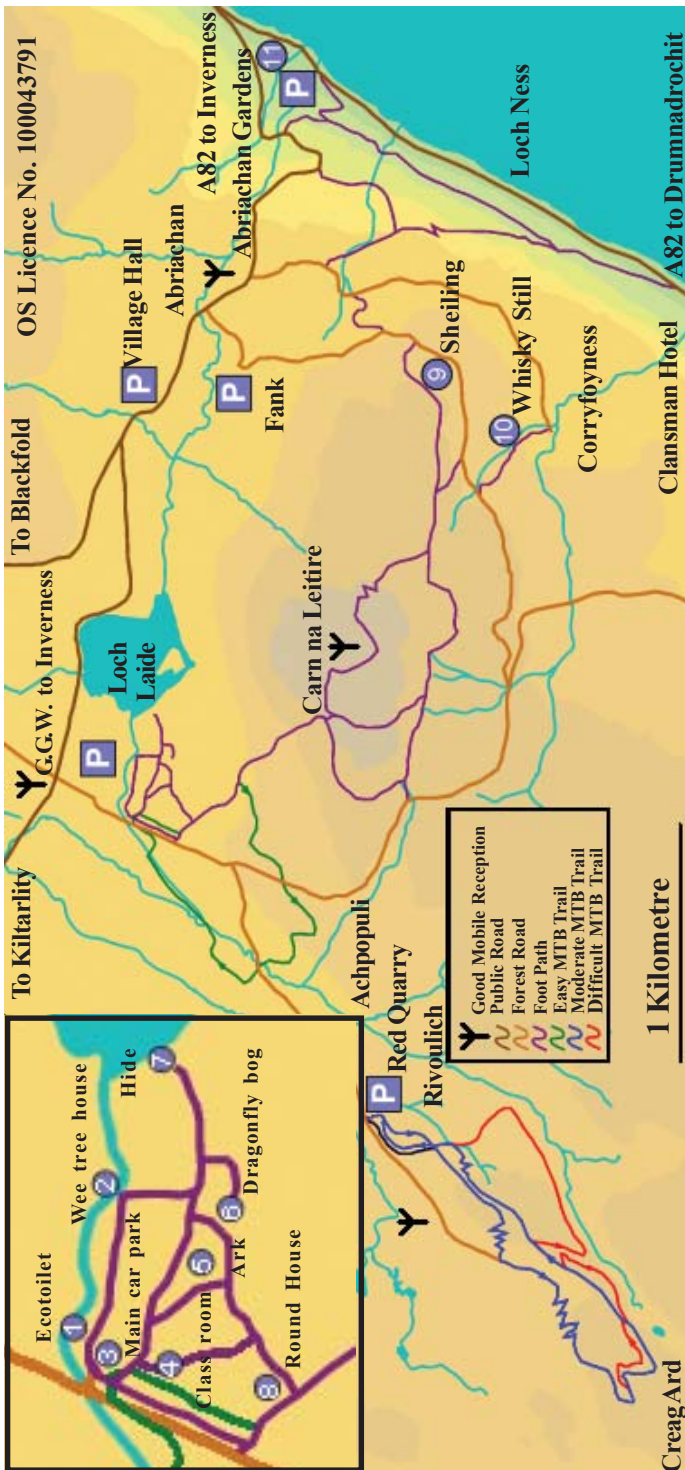 OS Licence No. 100043791
To Kiltarlity
G.G.W. to Inverness
To Blackfold
P
Village Hall
Abriachan
A82 to Inverness
Abriachan Gardens
11
P
P
Loch
Laide
P
Fank
Carn na Leitire
9
Sheiling
10
Whisky Still
Corryfoyness
Loch Ness
Clansman Hotel
A82 to Drumnadrochit
Achpopuli
P
Red Quarry
Rivoulich
Creag Ard
Ecotoilet
1
Wee tree house
2
Hide
7
3
Main car park
4
Class room
5
Ark
6
Dragonfly bog
8
Round House
Good Mobile Reception
Public Road
Forest Road
Foot Path
Easy MTB Trail
Moderate MTB Trail
Difficult MTB Trail
1 Kilometre